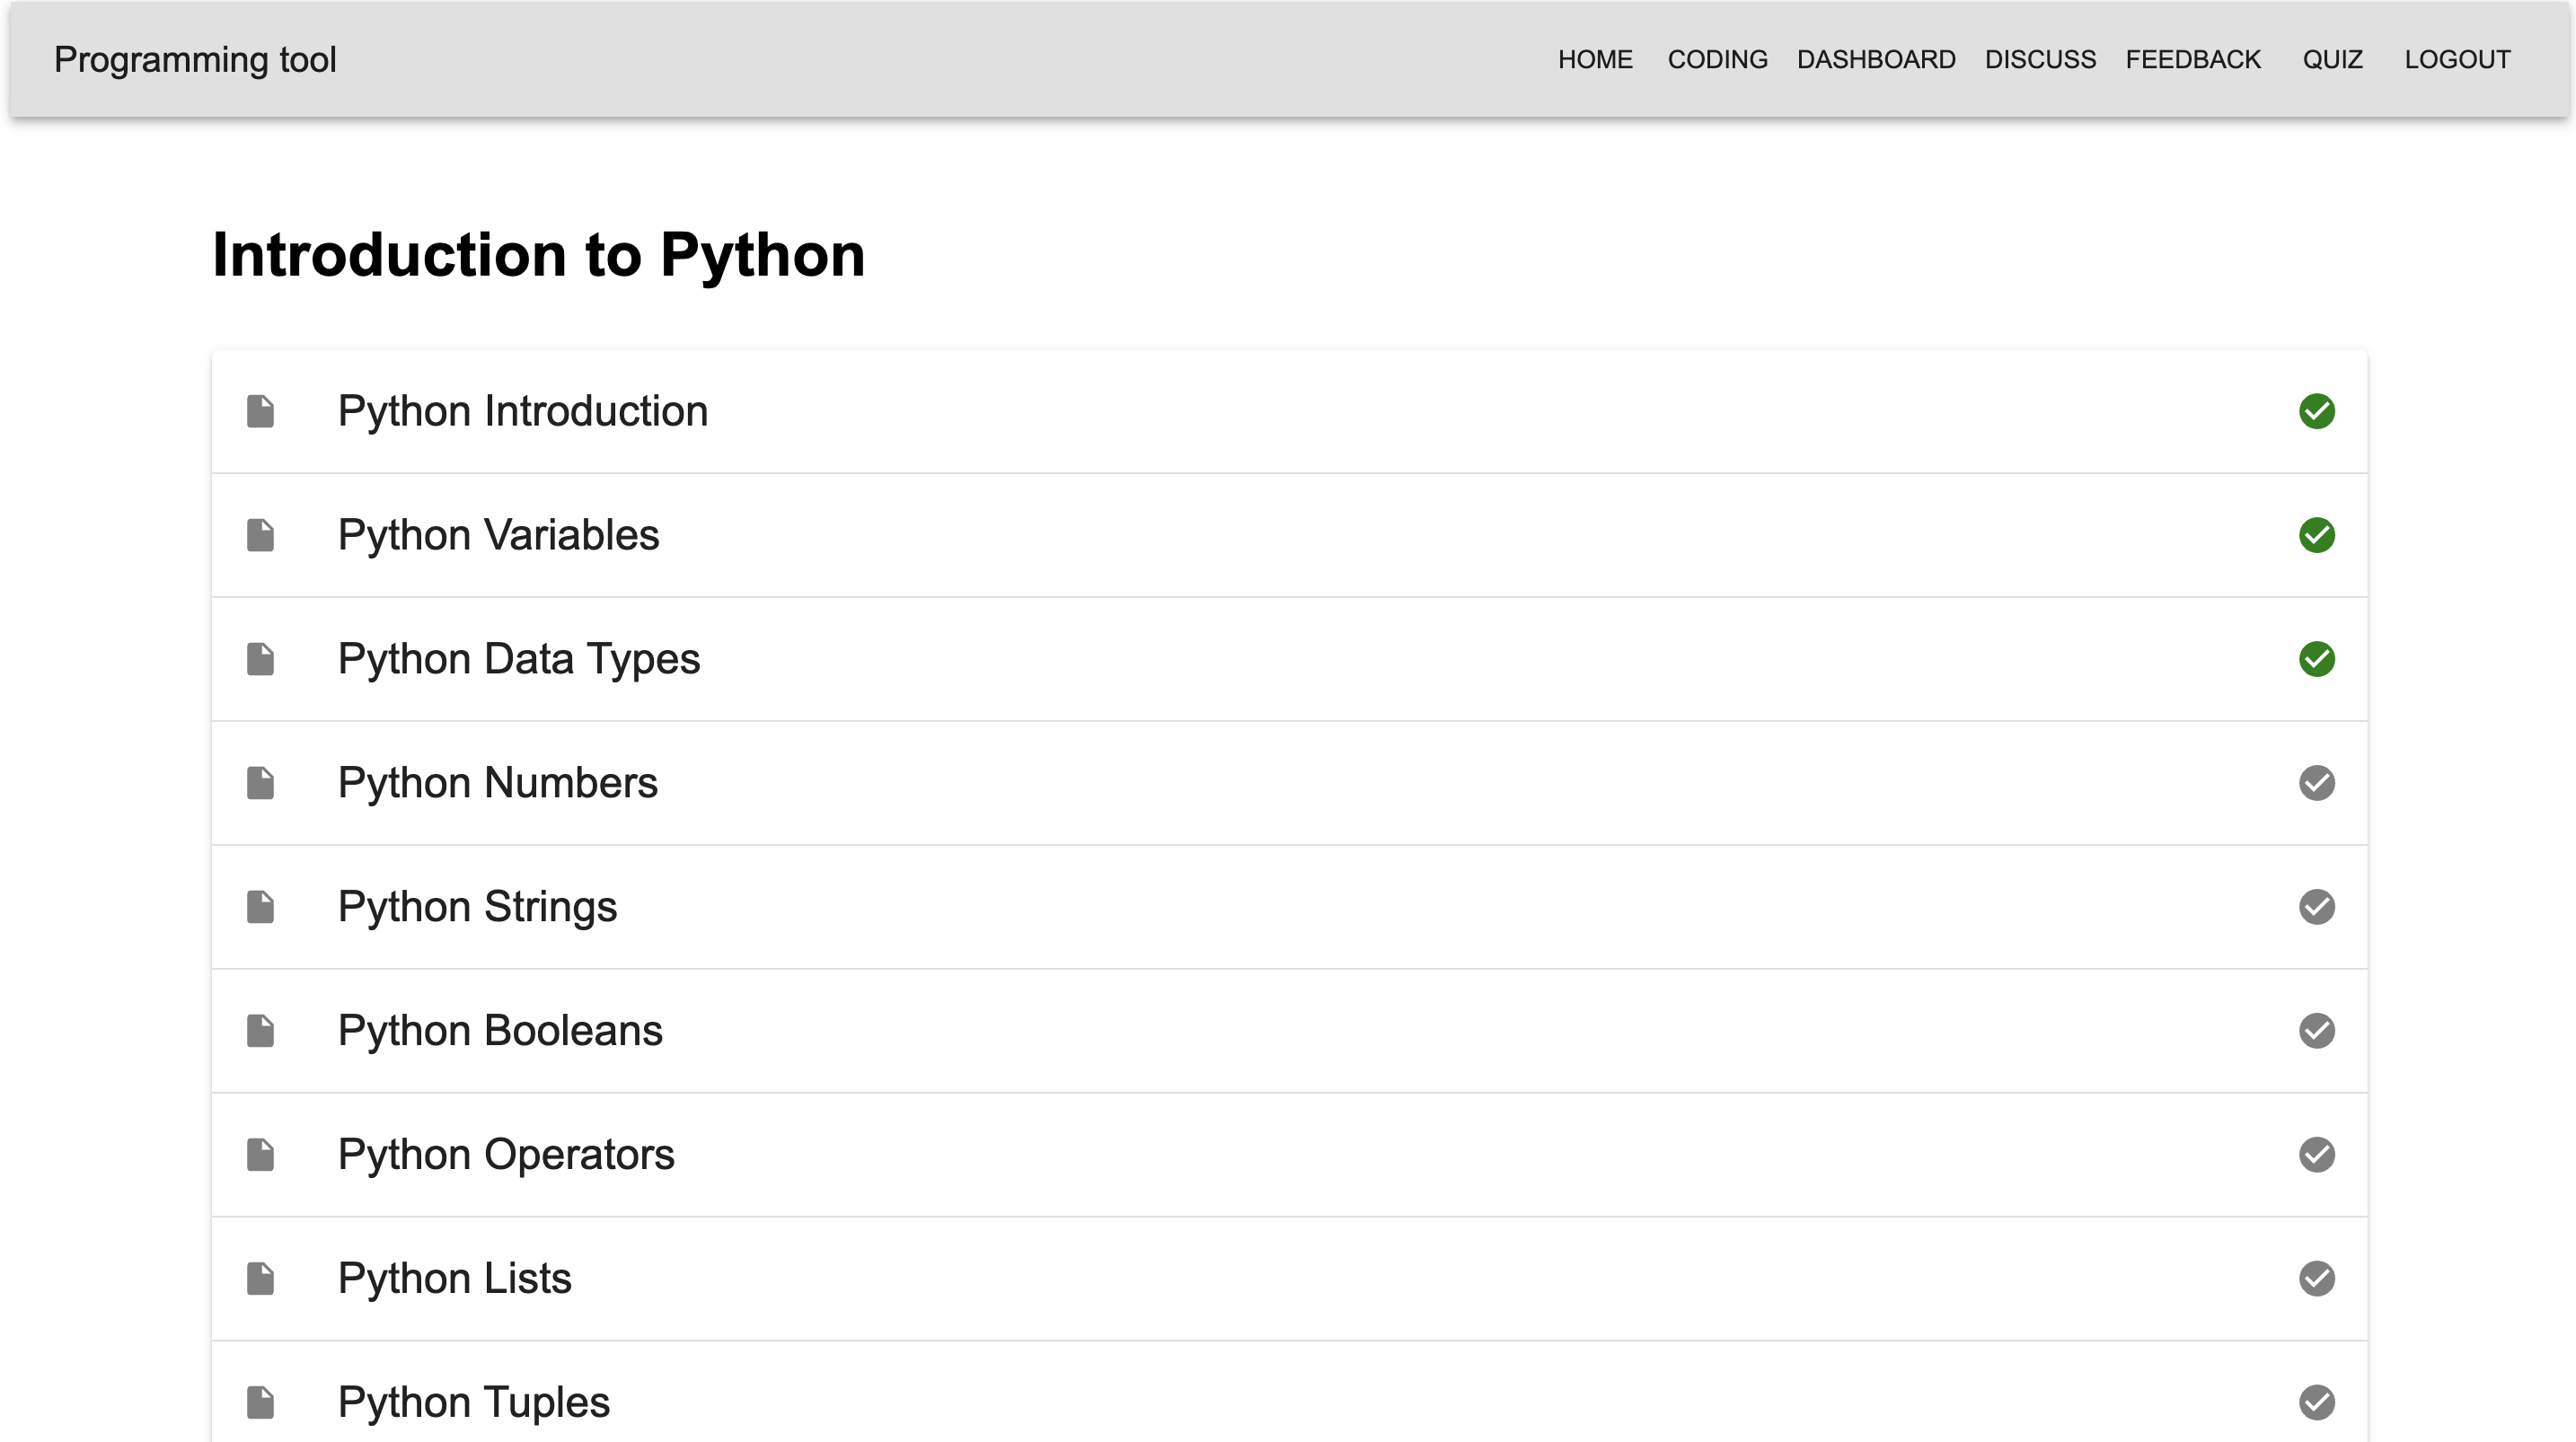 Programming tool
HOME CODING DASHBOARD DISCUSS FEEDBACK QUIZ LOGOUT
Introduction to Python
Python Introduction
Python Variables
Python Data Types
Python Numbers
Python Strings
Python Booleans
Python Operators
Python Lists
Python Tuples